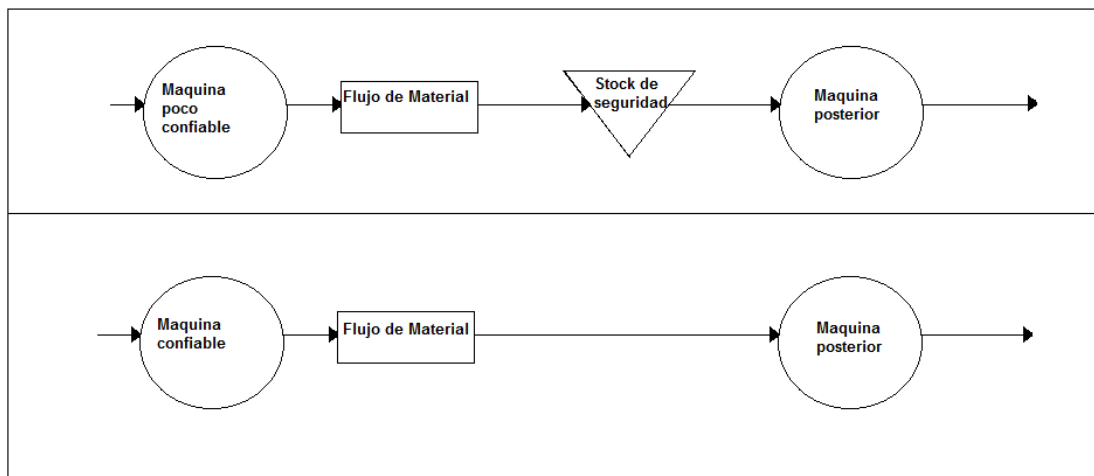 Maquina
poco
confiable
Flujo de Material
Stock de
seguridad
Maquina
posterior
Maquina
confiable
Flujo de Material
Maquina
posterior